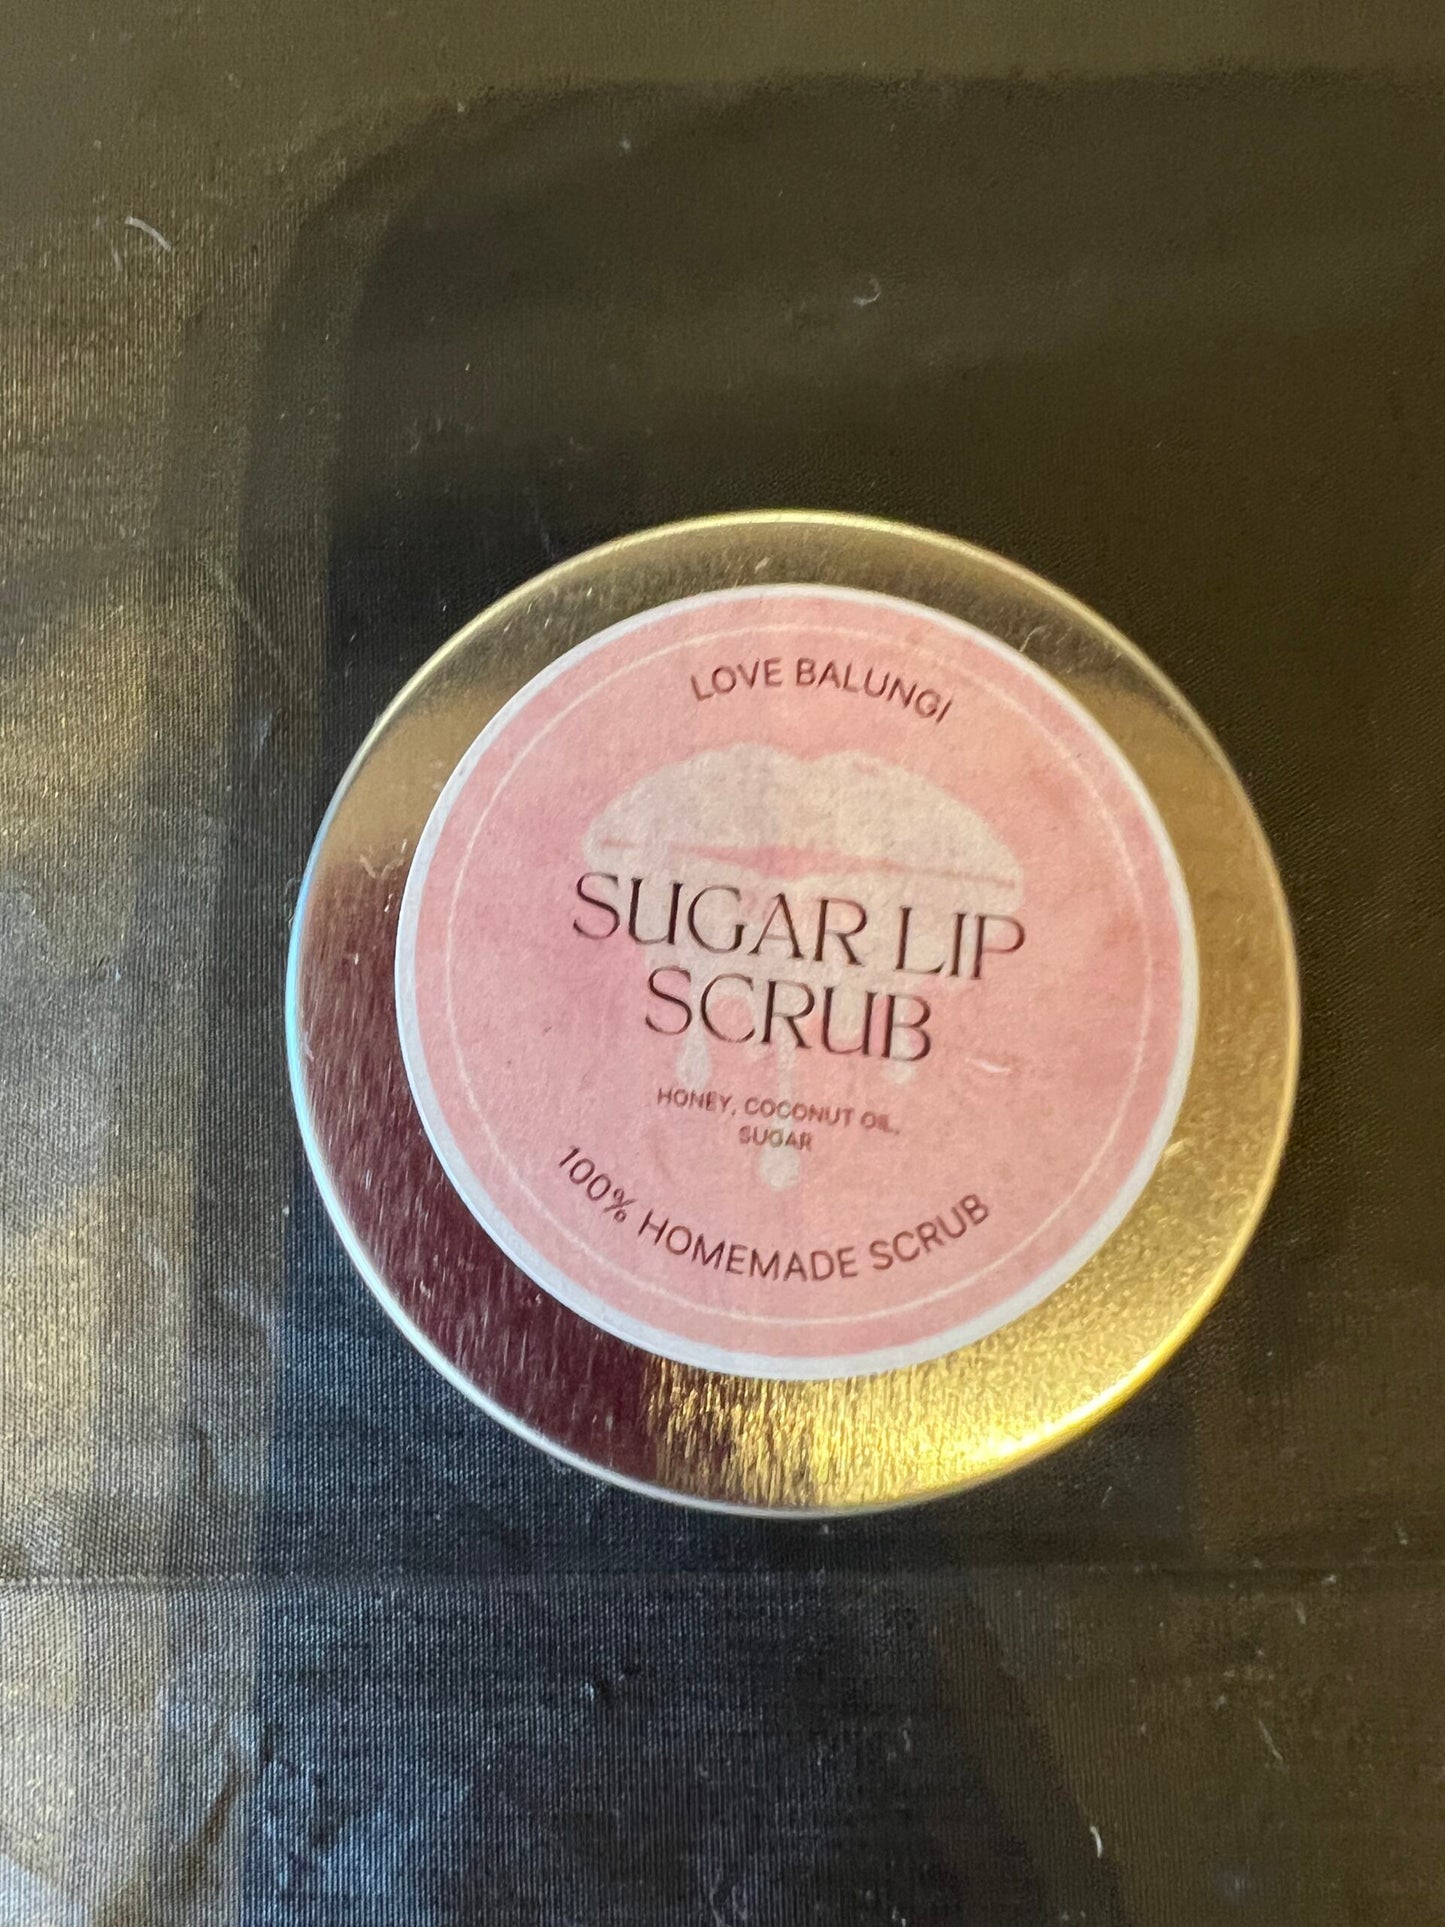 LOVE BALUNGI
SUGAR LIP
SCRUB
HONEY, COCONUT OIL,
SUGAR
100% HOMEMADE SCRUB